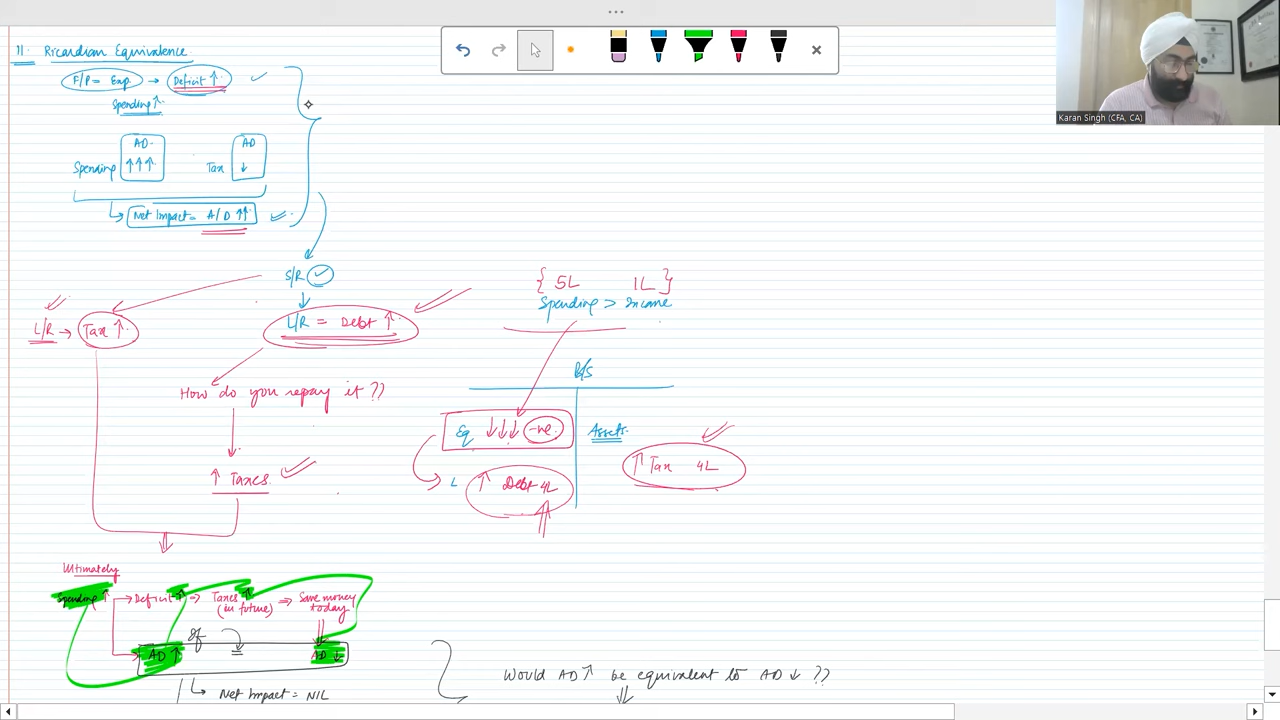 11. Ricardian Equivalence
F/P = Exp. → Deficit ↑
Spending ↑
AD
AD
Spending ↑↑↑
Tax ↓
↳ Net Impact = A/D ↑↑
S/R ✓
{ 5L 1L }
Spending > Income
L/R → Tax ↑
L/R = Debt ↑
B/S
How do you repay it ??
Eq ↓↓↓ -ve
Assets
↑ Tax 4L
↑ Taxes
L ↑ Debt 4L
Ultimately
Spending ↑ → Deficit ↑ ⇒ Taxes ↑ (in future) ⇒ Save money today
If
AD ↑ = AD ↓
↳ Net Impact = NIL
Would AD ↑ be equivalent to AD ↓ ??
Karan Singh (CFA, CA)